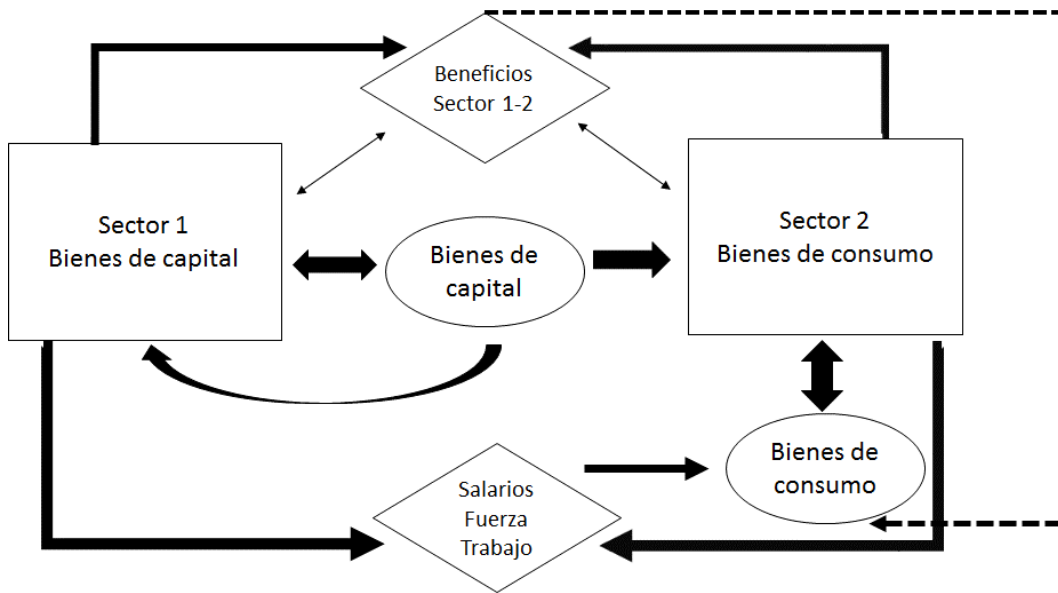 Beneficios
Sector 1-2
Sector 1
Bienes de capital
Bienes de
capital
Sector 2
Bienes de consumo
Bienes de
consumo
Salarios
Fuerza
Trabajo